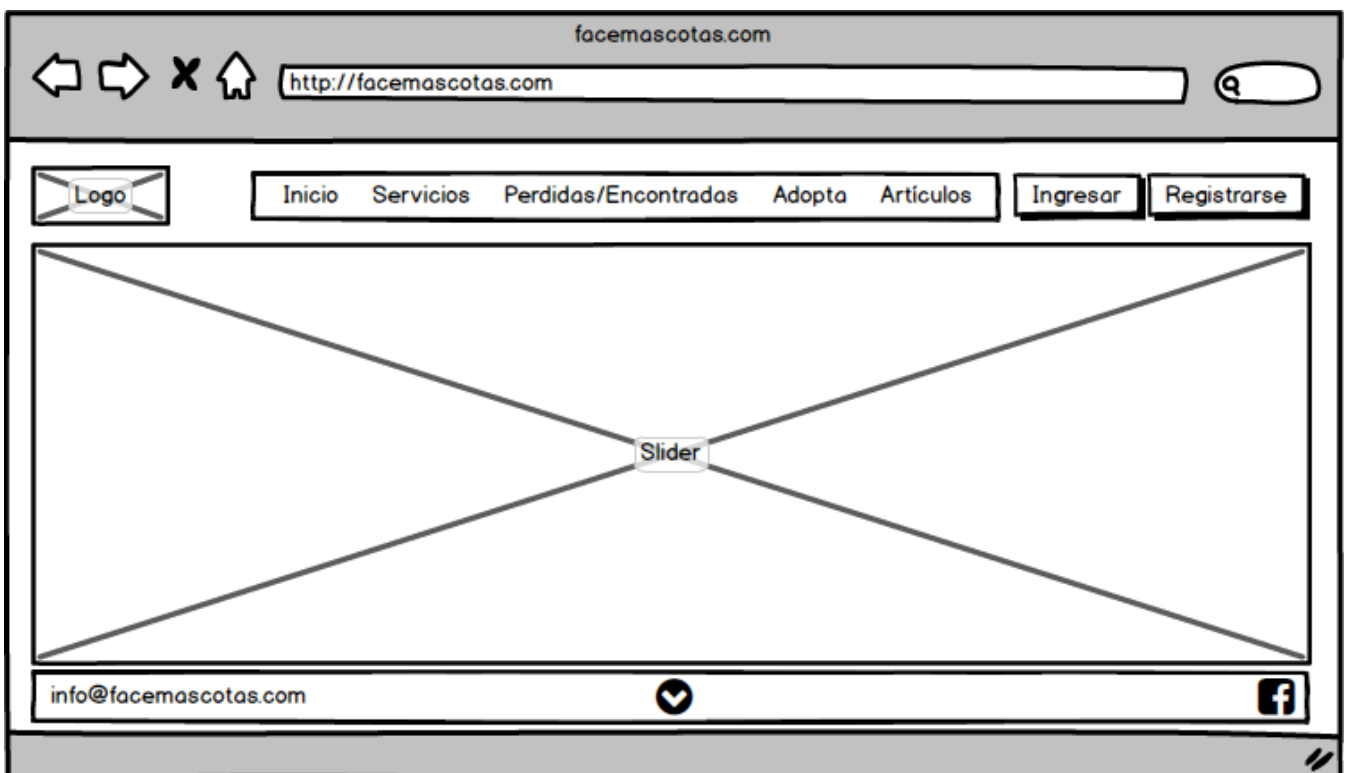 facemascotas.com
http://facemascotas.com
Logo Inicio Servicios Perdidas/Encontradas Adopta Artículos Ingresar Registrarse
Slider
info@facemascotas.com